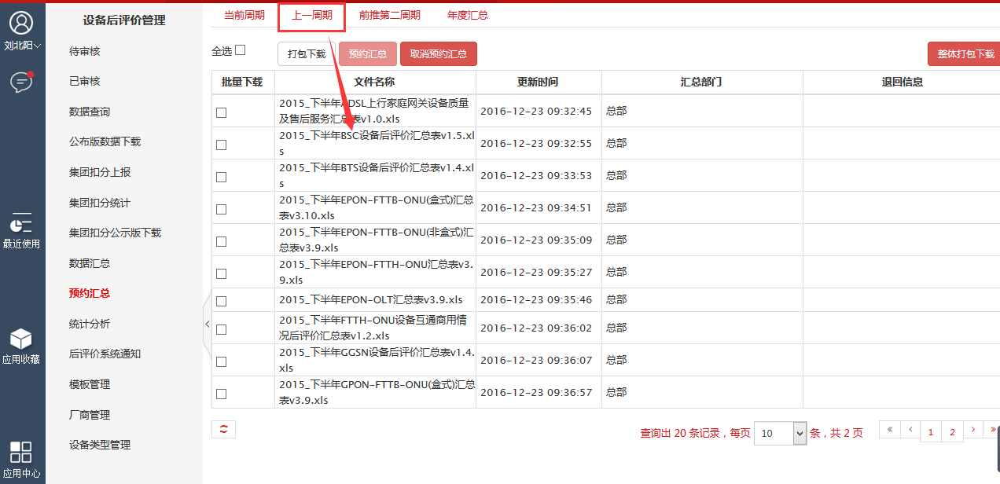 刘北阳
最近使用
应用收藏
应用中心
设备后评价管理
待审核
已审核
数据查询
公布版数据下载
集团扣分上报
集团扣分统计
集团扣分公示版下载
数据汇总
预约汇总
统计分析
后评价系统通知
模板管理
厂商管理
设备类型管理
当前周期 上一周期 前推第二周期 年度汇总
全选 打包下载 预约汇总 取消预约汇总 整体打包下载
批量下载 文件名称 更新时间 汇总部门 退回信息
2015_下半年ADSL上行家庭网关设备质量
及售后服务汇总表v1.0.xls
2016-12-23 09:32:45 总部
2015_下半年BSC设备后评价汇总表v1.5.xl
s
2016-12-23 09:32:55 总部
2015_下半年BTS设备后评价汇总表v1.4.xl
s
2016-12-23 09:33:53 总部
2015_下半年EPON-FTTB-ONU(盒式)汇总
表v3.10.xls
2016-12-23 09:34:51 总部
2015_下半年EPON-FTTB-ONU(非盒式)汇
总表v3.9.xls
2016-12-23 09:35:09 总部
2015_下半年EPON-FTTH-ONU汇总表v3.
9.xls
2016-12-23 09:35:27 总部
2015_下半年EPON-OLT汇总表v3.9.xls 2016-12-23 09:35:46 总部
2015_下半年FTTH-ONU设备互通商用情
况后评价汇总表v1.2.xls
2016-12-23 09:36:02 总部
2015_下半年GGSN设备后评价汇总表v1.4.
xls
2016-12-23 09:36:07 总部
2015_下半年GPON-FTTB-ONU(盒式)汇总
表v3.9.xls
2016-12-23 09:36:57 总部
查询出 20 条记录，每页 10 条，共 2 页 « ‹ 1 2 › »